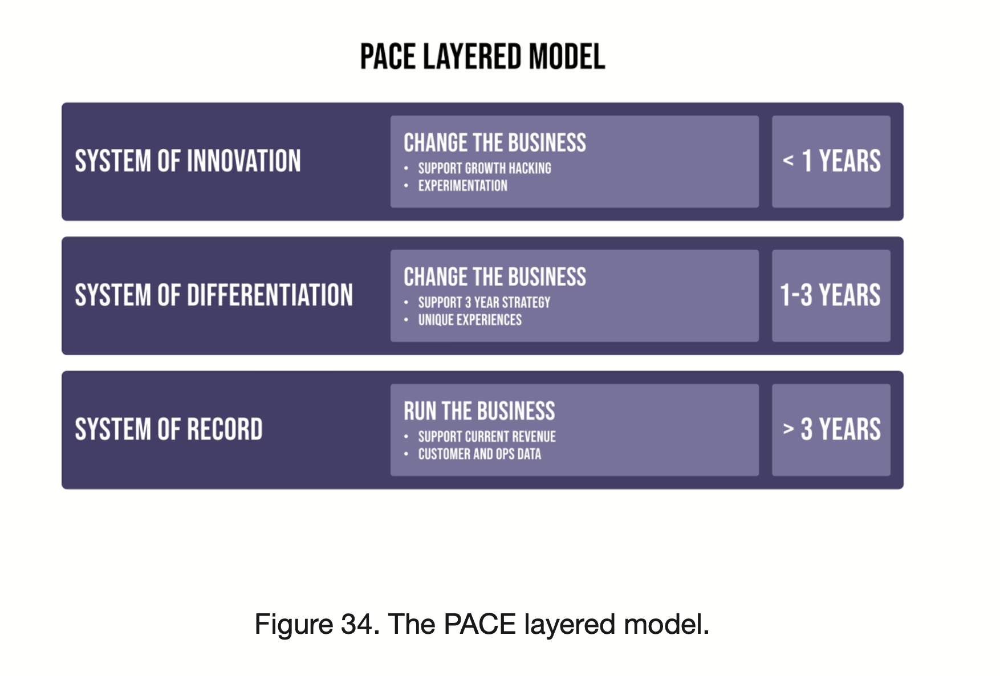 PACE LAYERED MODEL
SYSTEM OF INNOVATION
CHANGE THE BUSINESS
• SUPPORT GROWTH HACKING
• EXPERIMENTATION
< 1 YEARS
SYSTEM OF DIFFERENTIATION
CHANGE THE BUSINESS
• SUPPORT 3 YEAR STRATEGY
• UNIQUE EXPERIENCES
1-3 YEARS
SYSTEM OF RECORD
RUN THE BUSINESS
• SUPPORT CURRENT REVENUE
• CUSTOMER AND OPS DATA
> 3 YEARS
Figure 34. The PACE layered model.